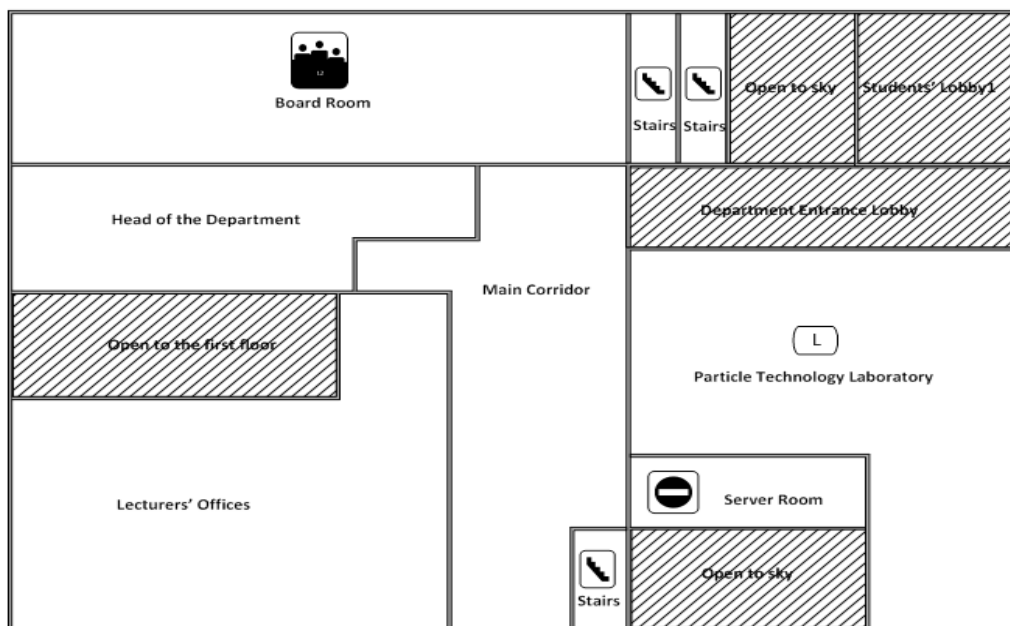 L2
Board Room
Stairs
Stairs
Open to sky
Students' Lobby1
Head of the Department
Department Entrance Lobby
Main Corridor
Open to the first floor
L
Particle Technology Laboratory
Lecturers' Offices
Server Room
Open to sky
Stairs